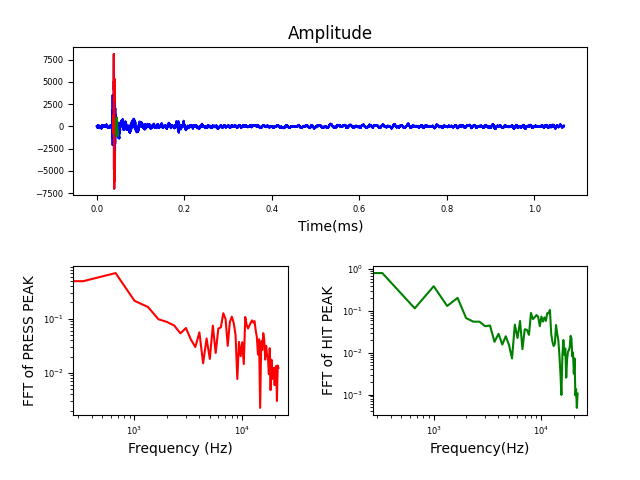 Amplitude
7500
5000
2500
0
−2500
−5000
−7500
0.0 0.2 0.4 0.6 0.8 1.0
Time(ms)
FFT of PRESS PEAK
10⁻¹
10⁻²
10³ 10⁴
Frequency (Hz)
FFT of HIT PEAK
10⁰
10⁻¹
10⁻²
10⁻³
10³ 10⁴
Frequency(Hz)